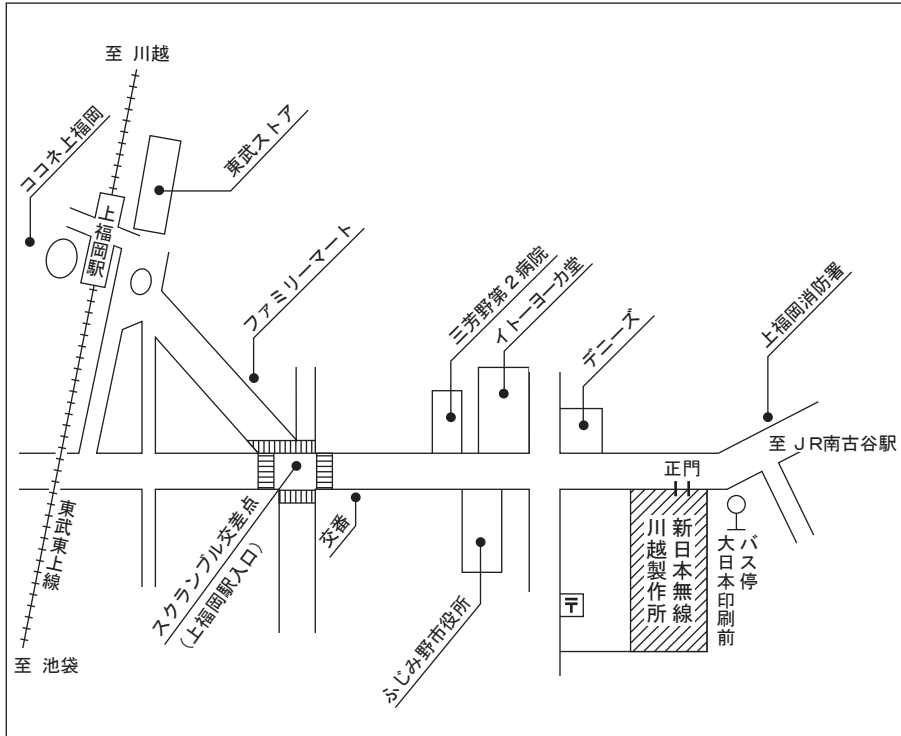 至 川越
ココネ上福岡
東武ストア
上福岡駅
ファミリーマート
三芳野第2病院
イトーヨーカ堂
デニーズ
上福岡消防署
至 JR南古谷駅
正門
東武東上線
スクランブル交差点
(上福岡駅入口)
交番
ふじみ野市役所
〒
新日本無線
川越製作所
バス停
大日本印刷前
至 池袋